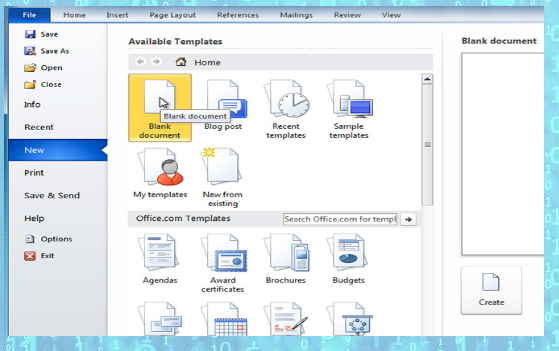 File Home Insert Page Layout References Mailings Review View
Save
Save As
Open
Close
Info
Recent
New
Print
Save & Send
Help
Options
Exit
Available Templates
Home
Blank
document
Blank document
Blog post
Recent
templates
Sample
templates
My templates
New from
existing
Office.com Templates
Search Office.com for templ
Agendas
Award
certificates
Brochures
Budgets
Blank document
Create